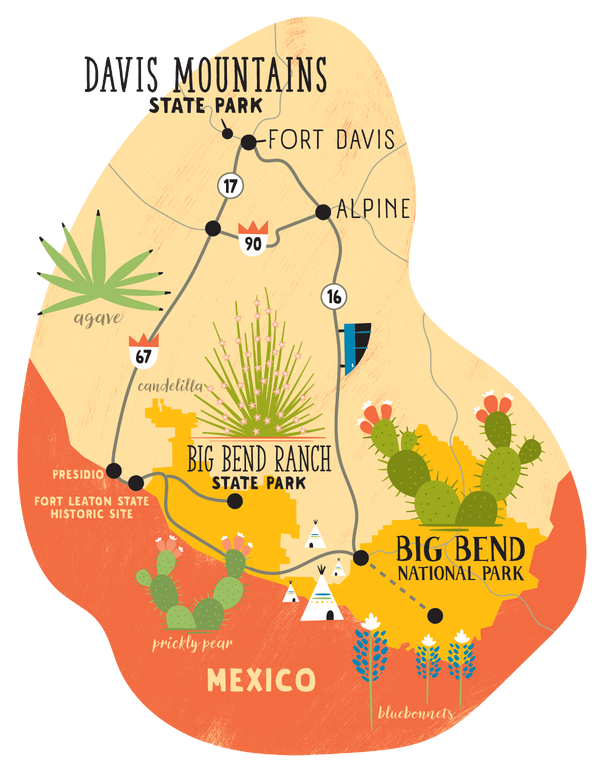 DAVIS MOUNTAINS
STATE PARK
FORT DAVIS
17
ALPINE
90
16
agave
67
candelilla
BIG BEND RANCH
STATE PARK
PRESIDIO
FORT LEATON STATE
HISTORIC SITE
BIG BEND
NATIONAL PARK
prickly pear
MEXICO
bluebonnets